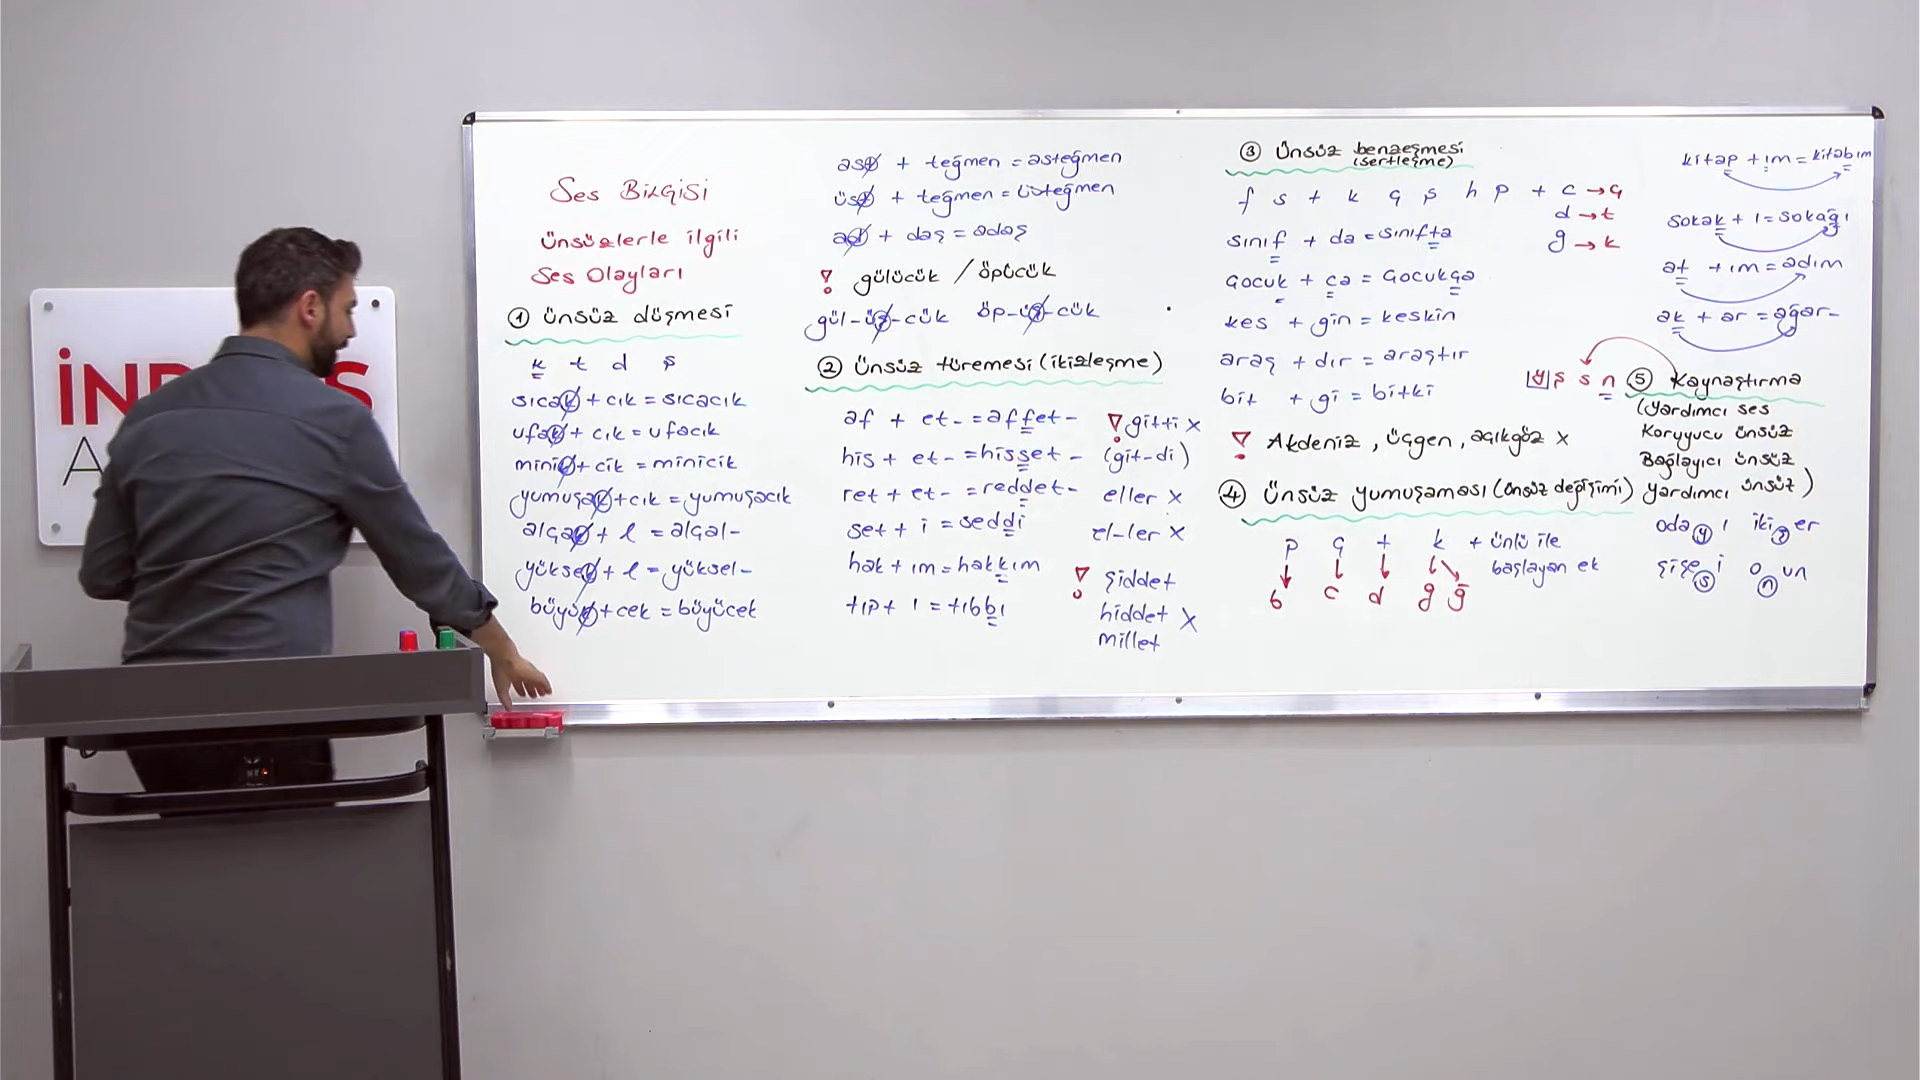 İND
S
A
Ses Bilgisi
Ünsüzlerle ilgili
Ses Olayları
① Ünsüz düşmesi
k t d ş
sıcak + cık = sıcacık
ufak + cık = ufacık
minik + cik = minicik
yumuşak + cık = yumuşacık
alçak + l = alçal-
yüksek + l = yüksel-
büyük + cek = büyücek
ast + teğmen = asteğmen
üst + teğmen = üsteğmen
ad + daş = adaş
! gülücük / öpücük
gül-üş-cük öp-üş-cük
② Ünsüz türemesi (ikizleşme)
af + et- = affet-
his + et- = hisset-
ret + et- = reddet-
set + i = seddi
hak + ım = hakkım
tıp + ı = tıbbı
! gitti x
(git-di)
eller x
el-ler x
! şiddet
hiddet x
millet
③ Ünsüz benzeşmesi
(sertleşme)
f s t k ç ş h p + c → ç
d → t
g → k
sınıf + da = sınıfta
çocuk + ca = çocukça
kes + gin = keskin
araş + dır = araştır
bit + gi = bitki
! Akdeniz, üçgen, açıkgöz x
④ Ünsüz yumuşaması (ünsüz değişimi)
p ç t k + ünlü ile
başlayan ek
b c d g ğ
kitap + ım = kitabım
sokak + ı = sokağı
at + ım = adım
ak + ar = ağar-
y ş s n ⑤ Kaynaştırma
(yardımcı ses
Koruyucu ünsüz
Bağlayıcı ünsüz
yardımcı ünsüz)
oda y ı iki ş er
şişe s i o n un